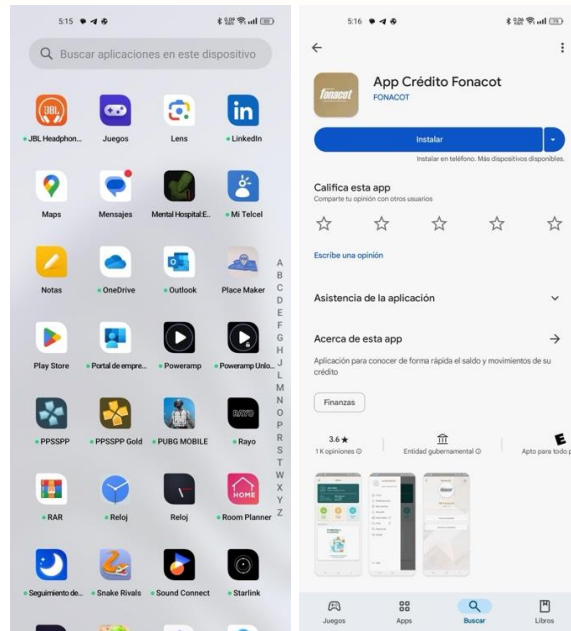 5:15
Buscar aplicaciones en este dispositivo
JBL
JBL Headphon...
Juegos
Lens
in
LinkedIn
Maps
Mensajes
Mental Hospital:E..
Mi Telcel
Notas
OneDrive
Outlook
Place Maker
Play Store
Portal de empre...
Poweramp
Poweramp Unlo...
PPSSPP
PPSSPP Gold
PUBG MOBILE
RAYO
Rayo
RAR
Reloj
Reloj
HOME
Room Planner
Seguimiento de...
Snake Rivals
Sound Connect
Starlink
A
B
C
D
E
F
G
H
J
L
M
N
O
P
R
S
T
W
X
Y
Z
5:16
fonacot
App Crédito Fonacot
FONACOT
Instalar
Instalar en teléfono. Más dispositivos disponibles.
Califica esta app
Comparte tu opinión con otros usuarios
Escribe una opinión
Asistencia de la aplicación
Acerca de esta app
Aplicación para conocer de forma rápida el saldo y movimientos de su
crédito
Finanzas
3.6
1 K opiniones
Entidad gubernamental
E
Apto para todo p
Juegos
Apps
Buscar
Libros